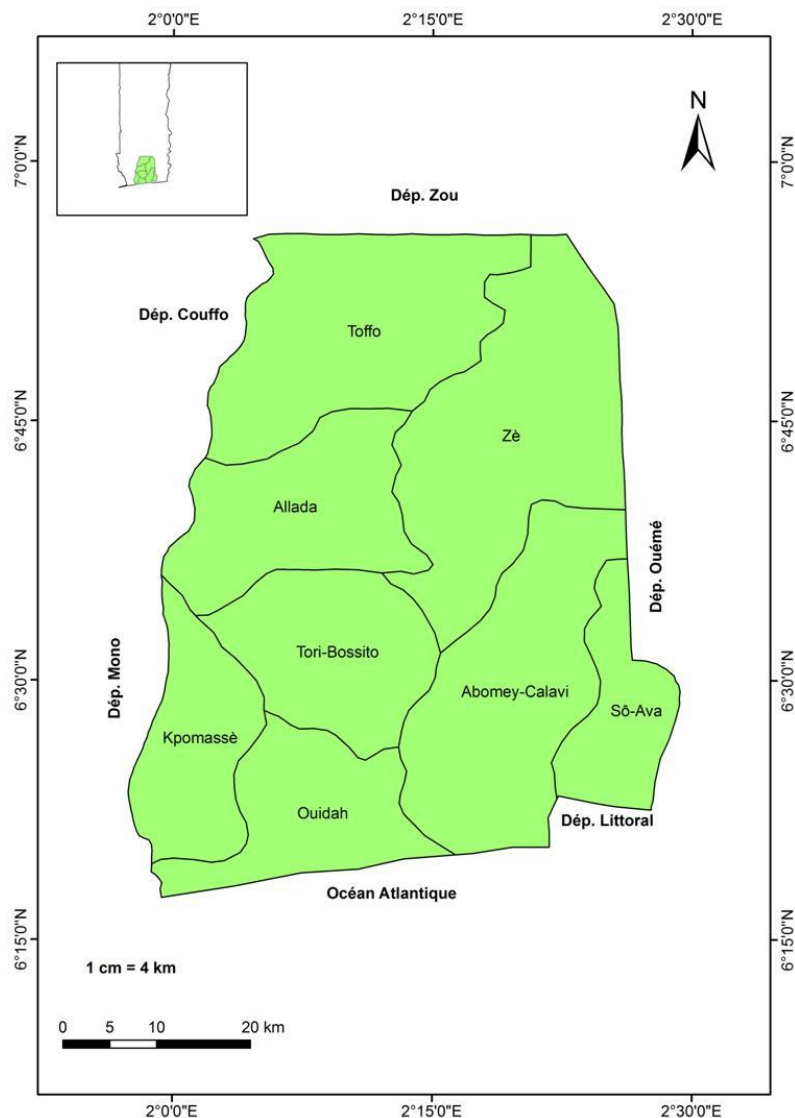 2°0'0"E
2°15'0"E
2°30'0"E
N
7°0'0"N
7°0'0"N
Dép. Zou
Dép. Couffo
Toffo
6°45'0"N
6°45'0"N
Zè
Allada
Dép. Ouémé
Dép. Mono
Tori-Bossito
6°30'0"N
6°30'0"N
Abomey-Calavi
Sô-Ava
Kpomassè
Ouidah
Dép. Littoral
Océan Atlantique
6°15'0"N
6°15'0"N
1 cm = 4 km
0 5 10 20 km
2°0'0"E
2°15'0"E
2°30'0"E